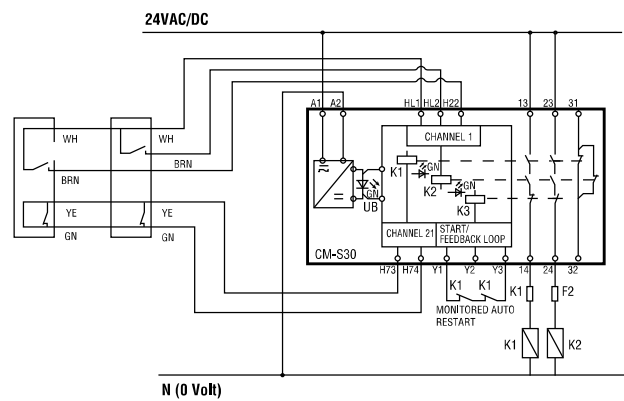 24VAC/DC
A1 A2 HL1 HL2 H22 13 23 31
WH WH
BRN
BRN
YE YE
GN GN
CHANNEL 1
K1 GN
K2 GN
K3
GN
UB
CHANNEL 21 START/
FEEDBACK LOOP
CM-S30
H73 H74 Y1 Y2 Y3 14 24 32
K1 K1 K1 F2
MONITORED AUTO
RESTART
K1 K2
N (0 Volt)